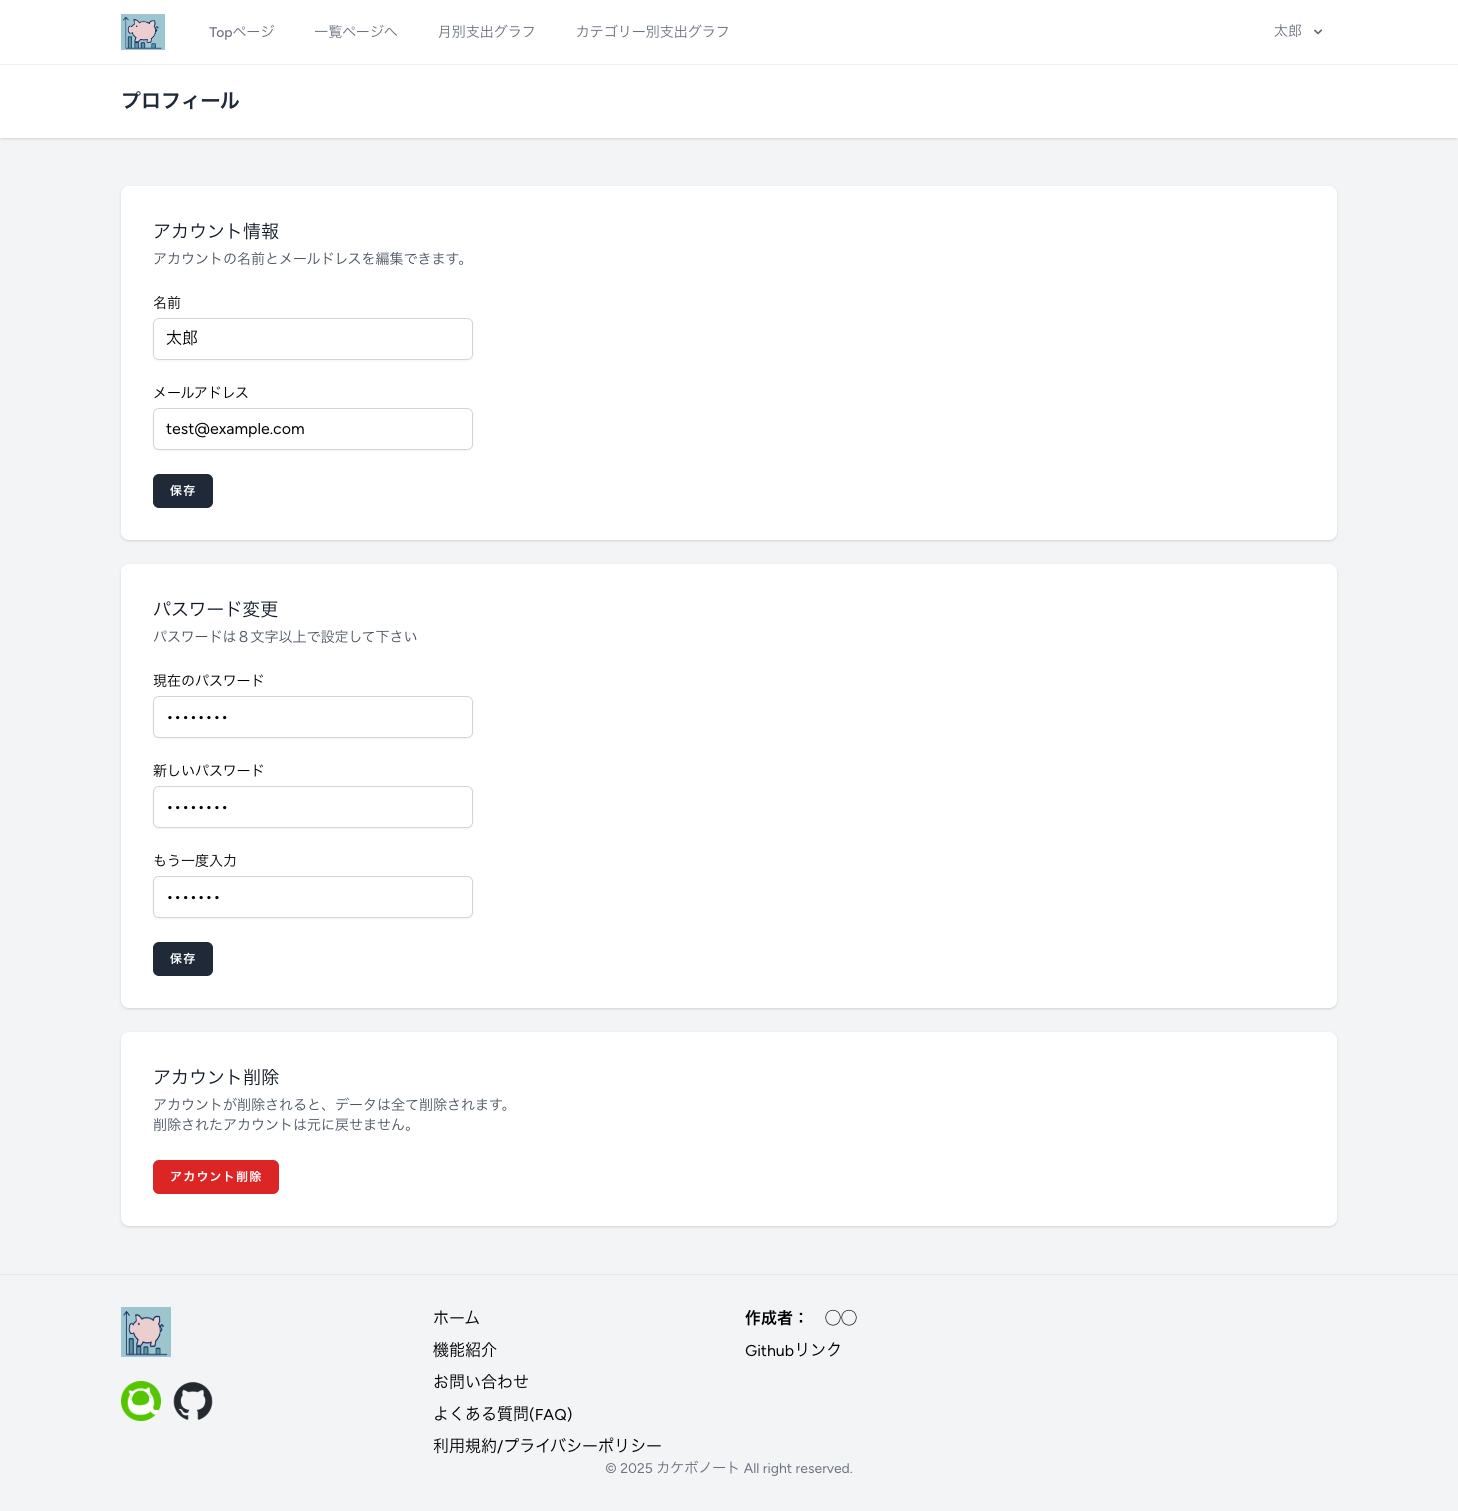 Topページ
一覧ページへ
月別支出グラフ
カテゴリー別支出グラフ
太郎
プロフィール
アカウント情報
アカウントの名前とメールドレスを編集できます。
名前
太郎
メールアドレス
test@example.com
保存
パスワード変更
パスワードは８文字以上で設定して下さい
現在のパスワード
••••••••
新しいパスワード
••••••••
もう一度入力
•••••••
保存
アカウント削除
アカウントが削除されると、データは全て削除されます。
削除されたアカウントは元に戻せません。
アカウント削除
ホーム
機能紹介
お問い合わせ
よくある質問(FAQ)
利用規約/プライバシーポリシー
作成者：　◯◯
Githubリンク
© 2025 カケボノート All right reserved.